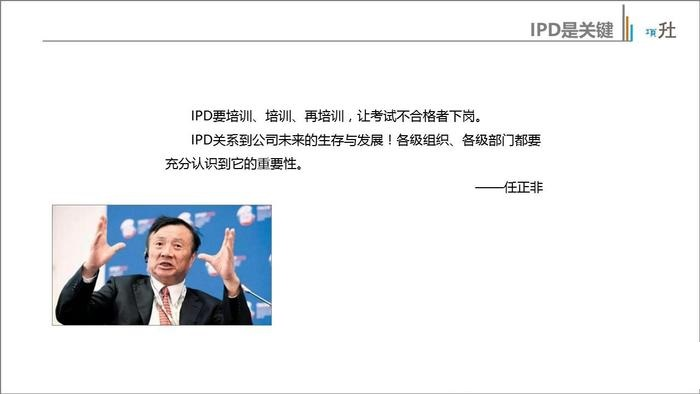 IPD是关键
項升
IPD要培训、培训、再培训，让考试不合格者下岗。
IPD关系到公司未来的生存与发展！各级组织、各级部门都要
充分认识到它的重要性。
——任正非